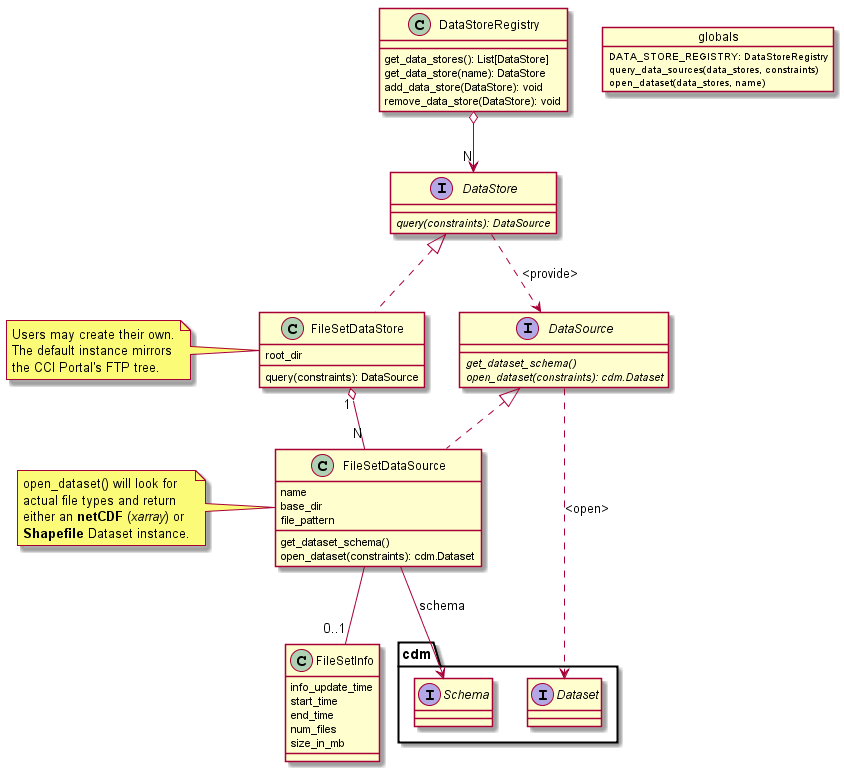 C DataStoreRegistry
get_data_stores(): List[DataStore]
get_data_store(name): DataStore
add_data_store(DataStore): void
remove_data_store(DataStore): void
globals
DATA_STORE_REGISTRY: DataStoreRegistry
query_data_sources(data_stores, constraints)
open_dataset(data_stores, name)
N
I DataStore
query(constraints): DataSource
<provide>
Users may create their own.
The default instance mirrors
the CCI Portal's FTP tree.
C FileSetDataStore
root_dir
query(constraints): DataSource
I DataSource
get_dataset_schema()
open_dataset(constraints): cdm.Dataset
1
N
open_dataset() will look for
actual file types and return
either an netCDF (xarray) or
Shapefile Dataset instance.
C FileSetDataSource
name
base_dir
file_pattern
get_dataset_schema()
open_dataset(constraints): cdm.Dataset
<open>
schema
0..1
C FileSetInfo
info_update_time
start_time
end_time
num_files
size_in_mb
cdm
I Schema
I Dataset